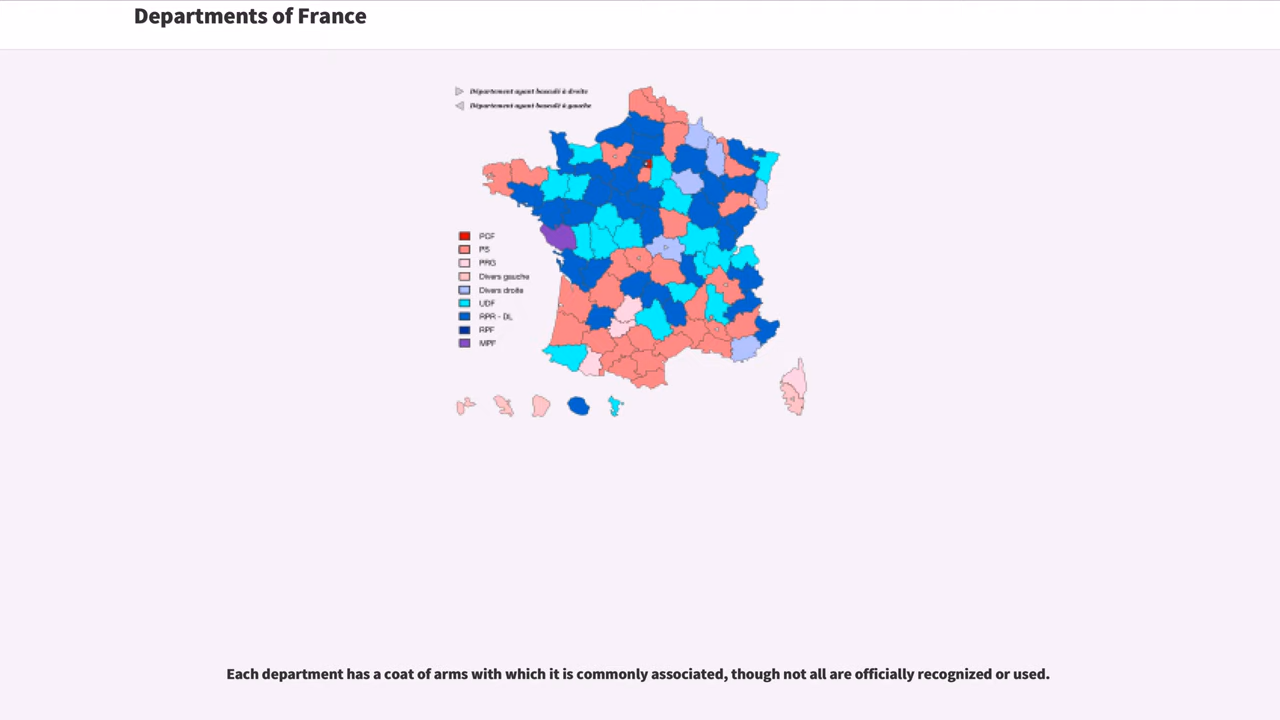 Departments of France
Département ayant basculé à droite
Département ayant basculé à gauche
PCF
PS
PRG
Divers gauche
Divers droite
UDF
RPR - DL
RPF
MPF
Each department has a coat of arms with which it is commonly associated, though not all are officially recognized or used.